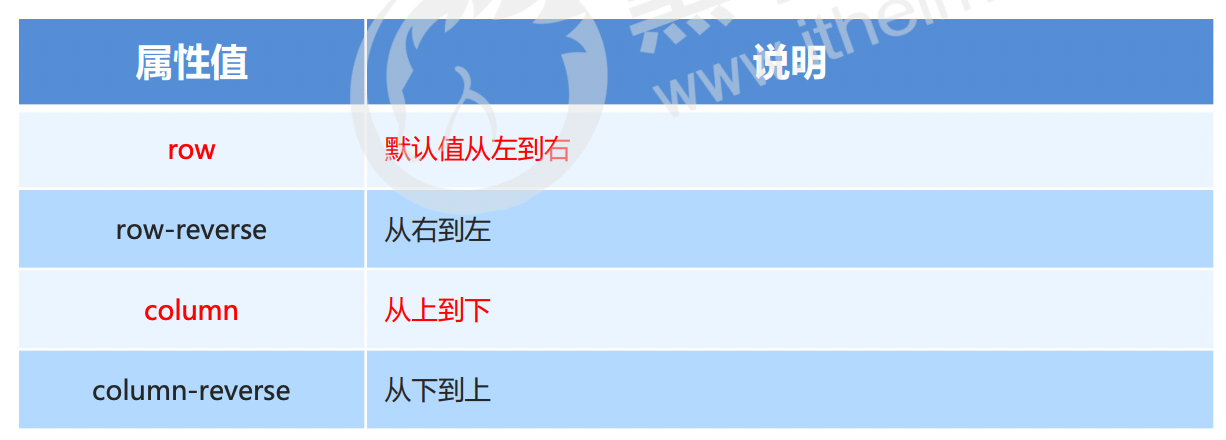 属性值 说明
row 默认值从左到右
row-reverse 从右到左
column 从上到下
column-reverse 从下到上